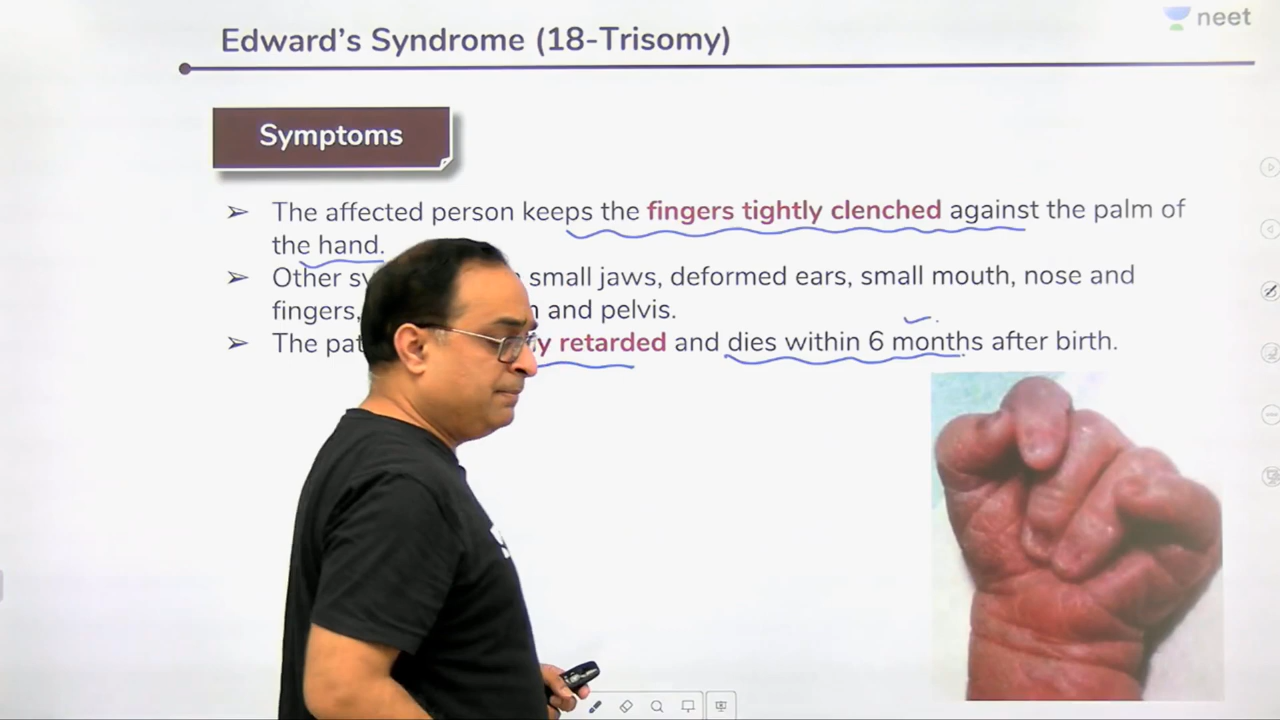 Edward's Syndrome (18-Trisomy)
neet
Symptoms
➢ The affected person keeps the fingers tightly clenched against the palm of
the hand.
➢ Other small jaws, deformed ears, small mouth, nose and
fingers, and pelvis.
➢ The retarded and dies within 6 months after birth.